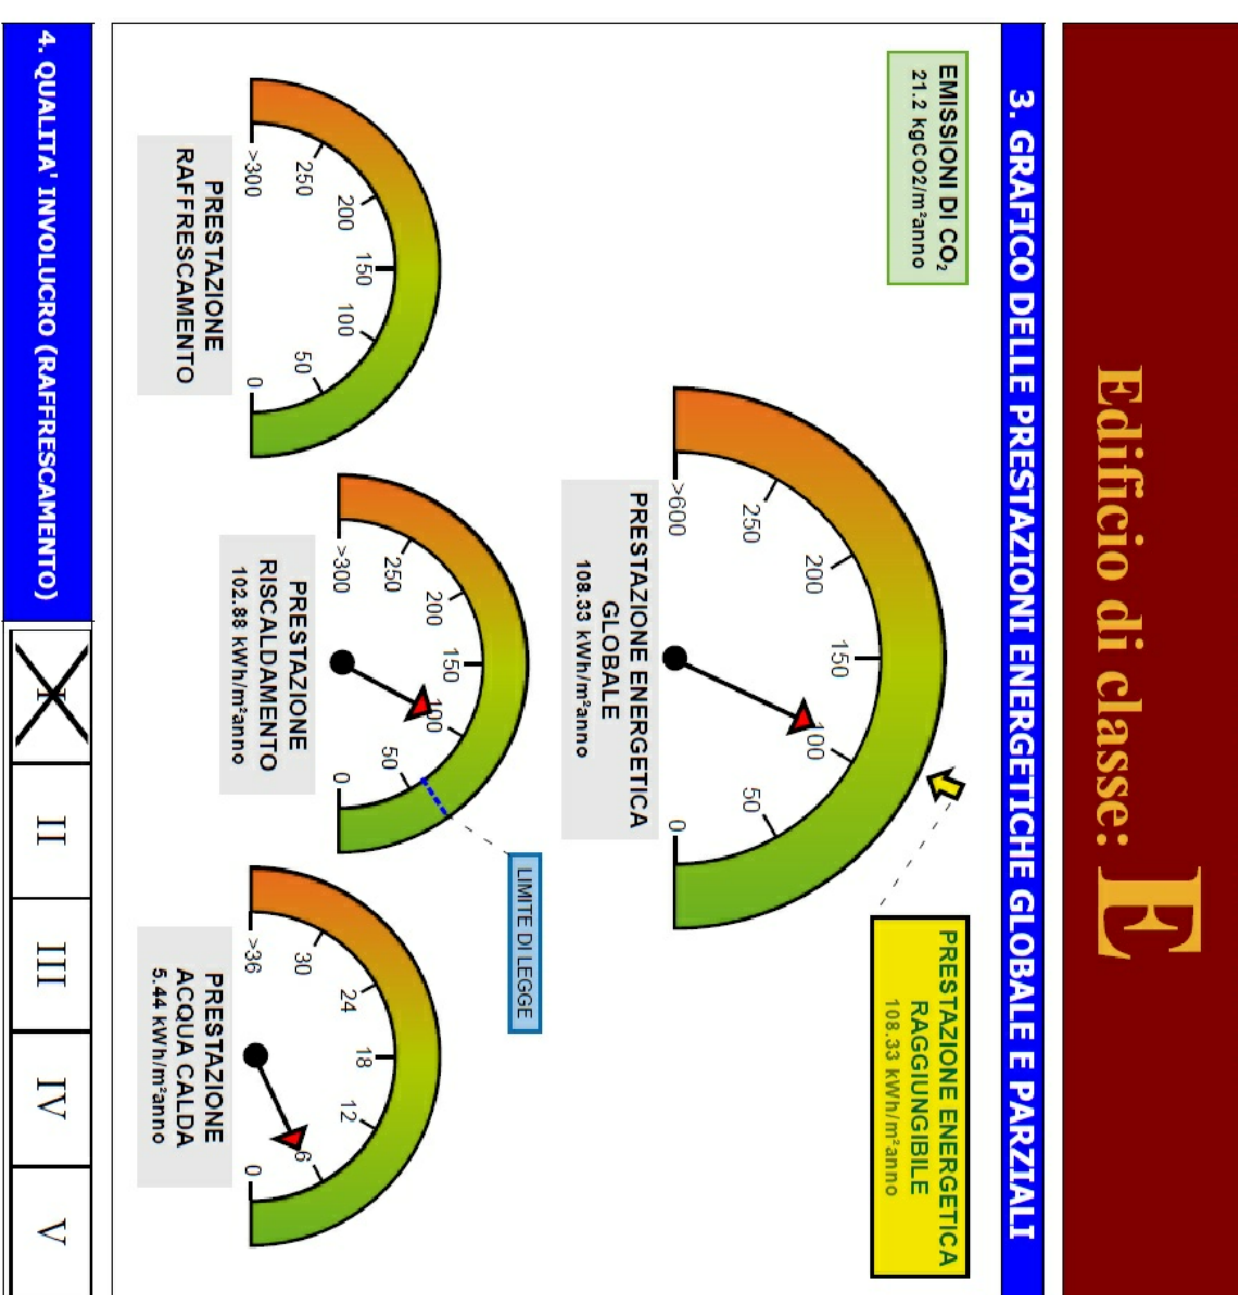 Edificio di classe: E
3. GRAFICO DELLE PRESTAZIONI ENERGETICHE GLOBALE E PARZIALI
EMISSIONI DI CO₂
21.2 kgCO2/m²anno
PRESTAZIONE ENERGETICA
RAGGIUNGIBILE
108.33 kWh/m²anno
>600
250
200
150
100
50
0
PRESTAZIONE ENERGETICA
GLOBALE
108.33 kWh/m²anno
LIMITE DI LEGGE
>300
250
200
150
100
50
0
PRESTAZIONE
RAFFRESCAMENTO
>300
250
200
150
100
50
0
PRESTAZIONE
RISCALDAMENTO
102.88 kWh/m²anno
>36
30
24
18
12
6
0
PRESTAZIONE
ACQUA CALDA
5.44 kWh/m²anno
4. QUALITA' INVOLUCRO (RAFFRESCAMENTO)
I
II
III
IV
V